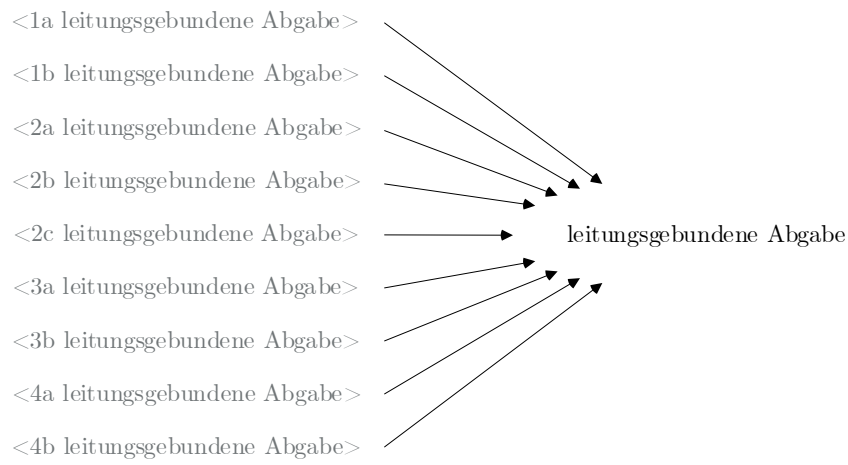 <1a leitungsgebundene Abgabe>
<1b leitungsgebundene Abgabe>
<2a leitungsgebundene Abgabe>
<2b leitungsgebundene Abgabe>
<2c leitungsgebundene Abgabe>
leitungsgebundene Abgabe
<3a leitungsgebundene Abgabe>
<3b leitungsgebundene Abgabe>
<4a leitungsgebundene Abgabe>
<4b leitungsgebundene Abgabe>